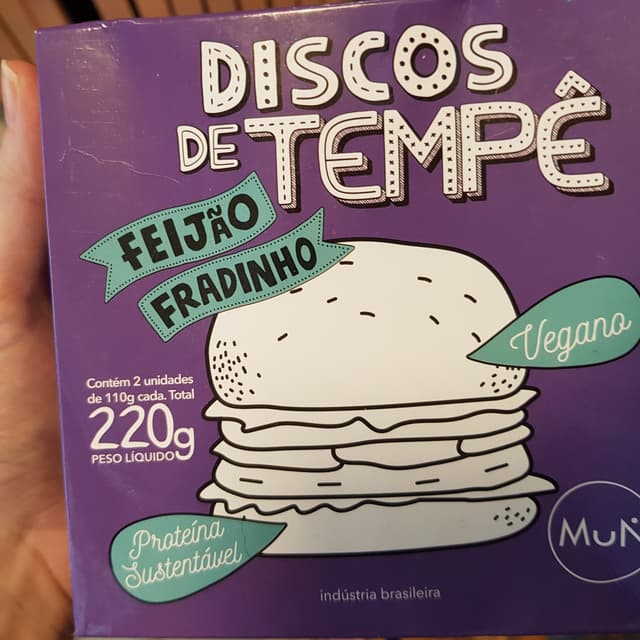 DISCOS
DE TEMPÊ
FEIJÃO
FRADINHO
Vegano
Contém 2 unidades
de 110g cada. Total
220g
PESO LÍQUIDO
Proteína
Sustentável
indústria brasileira